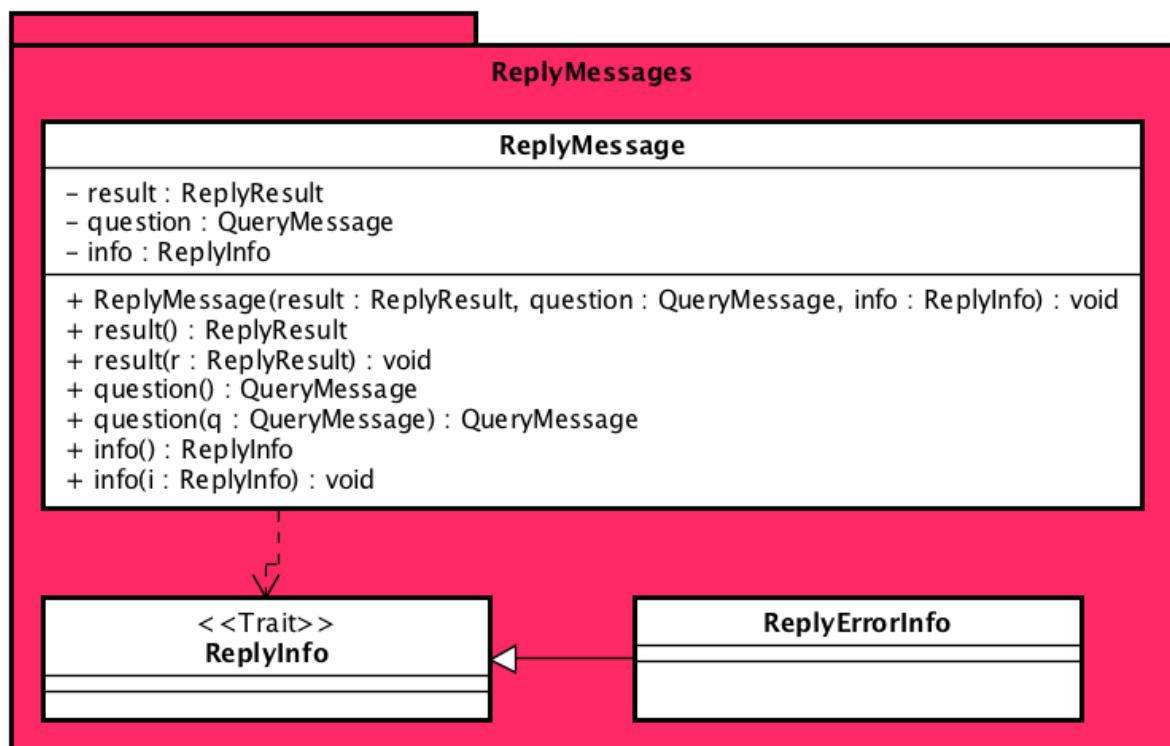 ReplyMessages
ReplyMessage
– result : ReplyResult
– question : QueryMessage
– info : ReplyInfo
+ ReplyMessage(result : ReplyResult, question : QueryMessage, info : ReplyInfo) : void
+ result() : ReplyResult
+ result(r : ReplyResult) : void
+ question() : QueryMessage
+ question(q : QueryMessage) : QueryMessage
+ info() : ReplyInfo
+ info(i : ReplyInfo) : void
<<Trait>>
ReplyInfo
ReplyErrorInfo